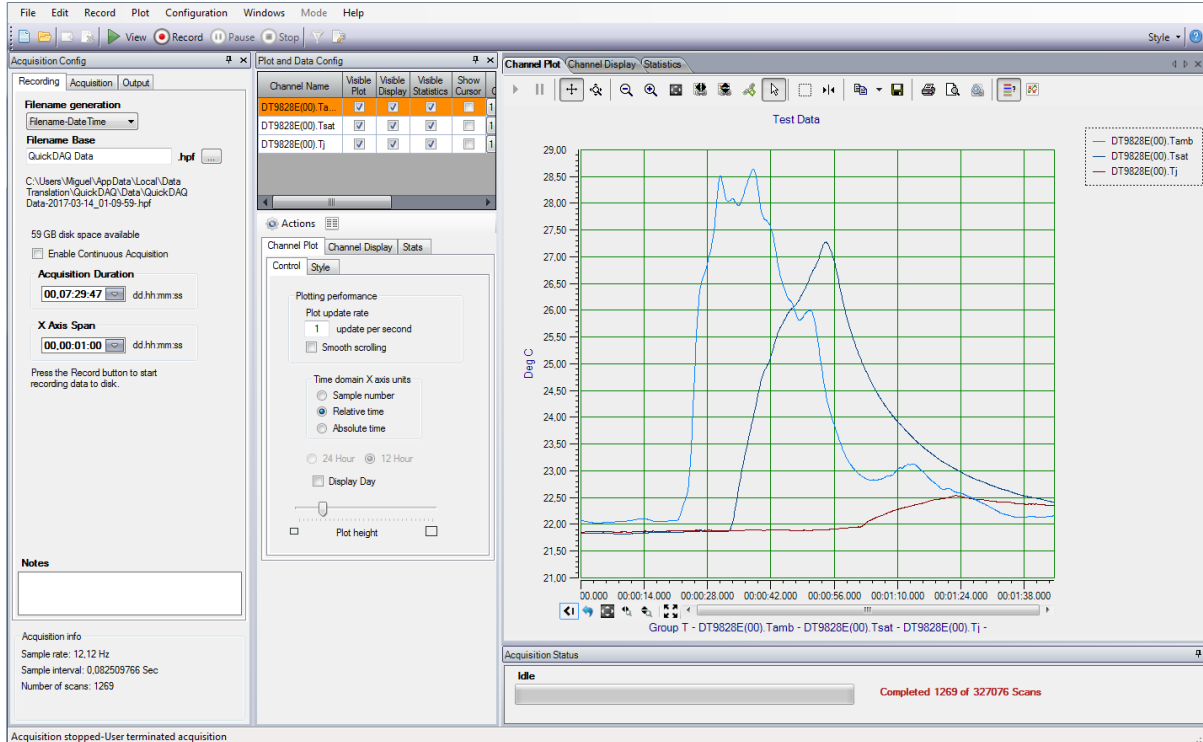 File Edit Record Plot Configuration Windows Mode Help
View Record Pause Stop
Style
Acquisition Config
Recording Acquisition Output
Filename generation
Filename-DateTime
Filename Base
QuickDAQ Data .hpf ...
C:\Users\Miguel\AppData\Local\Data
Translation\QuickDAQ\Data\QuickDAQ
Data-2017-03-14_01-09-59-.hpf
59 GB disk space available
Enable Continuous Acquisition
Acquisition Duration
00,07:29:47 dd.hh:mm:ss
X Axis Span
00,00:01:00 dd.hh:mm:ss
Press the Record button to start
recording data to disk.
Notes
Acquisition info
Sample rate: 12,12 Hz
Sample interval: 0,082509766 Sec
Number of scans: 1269
Plot and Data Config
Channel Name Visible Plot Visible Display Visible Statistics Show Cursor
DT9828E(00).Ta...
DT9828E(00).Tsat
DT9828E(00).Tj
Actions
Channel Plot Channel Display Stats
Control Style
Plotting performance
Plot update rate
1 update per second
Smooth scrolling
Time domain X axis units
Sample number
Relative time
Absolute time
24 Hour 12 Hour
Display Day
Plot height
Channel Plot Channel Display Statistics
Test Data
DT9828E(00).Tamb
DT9828E(00).Tsat
DT9828E(00).Tj
Deg C
29,00
28,50
28,00
27,50
27,00
26,50
26,00
25,50
25,00
24,50
24,00
23,50
23,00
22,50
22,00
21,50
21,00
00.000 00:00:14.000 00:00:28.000 00:00:42.000 00:00:56.000 00:01:10.000 00:01:24.000 00:01:38.000
Group T - DT9828E(00).Tamb - DT9828E(00).Tsat - DT9828E(00).Tj -
Acquisition Status
Idle
Completed 1269 of 327076 Scans
Acquisition stopped-User terminated acquisition